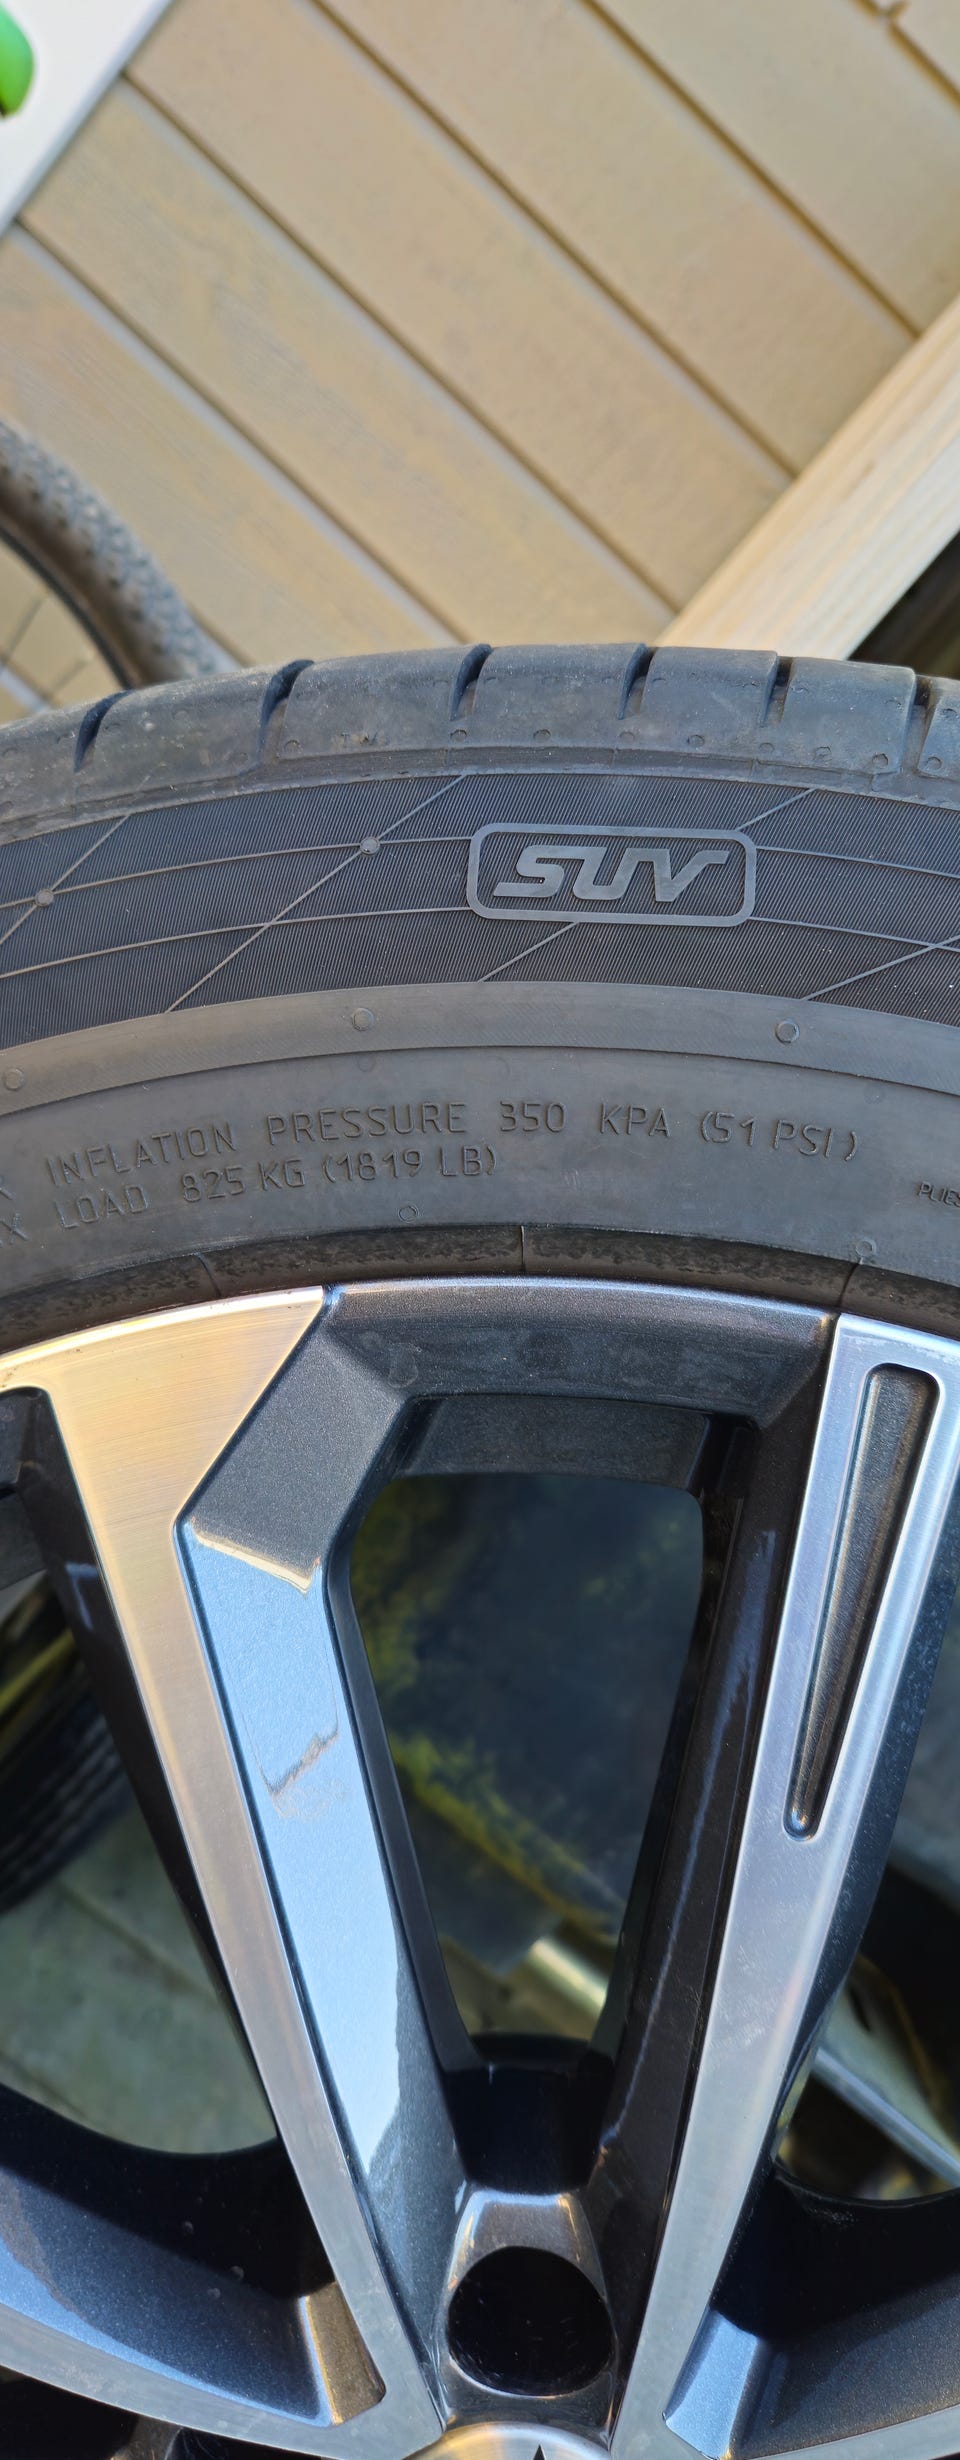 SUV
INFLATION PRESSURE 350 KPA (51 PSI)
LOAD 825 KG (1819 LB)